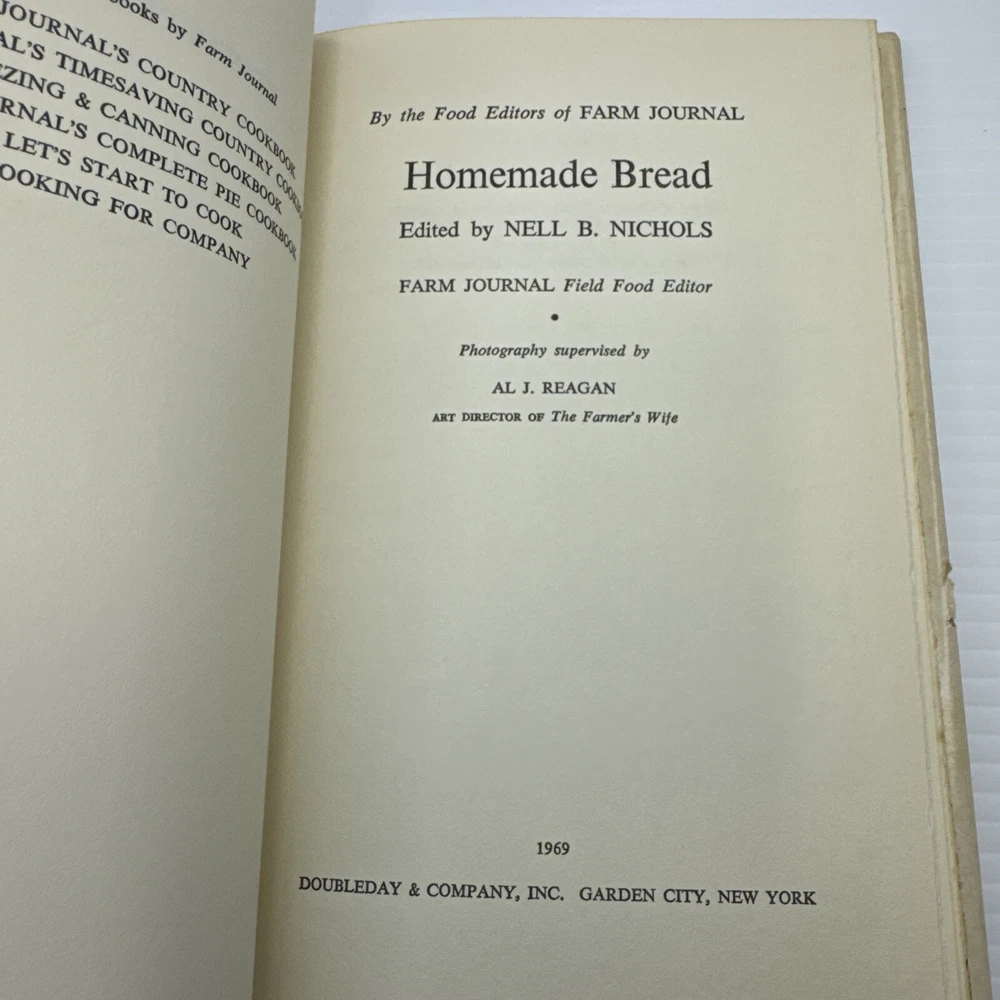 ooks by Farm Journal
JOURNAL'S COUNTRY COOKBOOK
AL'S TIMESAVING COUNTRY
ZING & CANNING COOKBOOK
RNAL'S COMPLETE PIE COOKBOOK
LET'S START TO COOK
OOKING FOR COMPANY
By the Food Editors of FARM JOURNAL
Homemade Bread
Edited by NELL B. NICHOLS
FARM JOURNAL Field Food Editor
•
Photography supervised by
AL J. REAGAN
ART DIRECTOR OF The Farmer's Wife
1969
DOUBLEDAY & COMPANY, INC. GARDEN CITY, NEW YORK